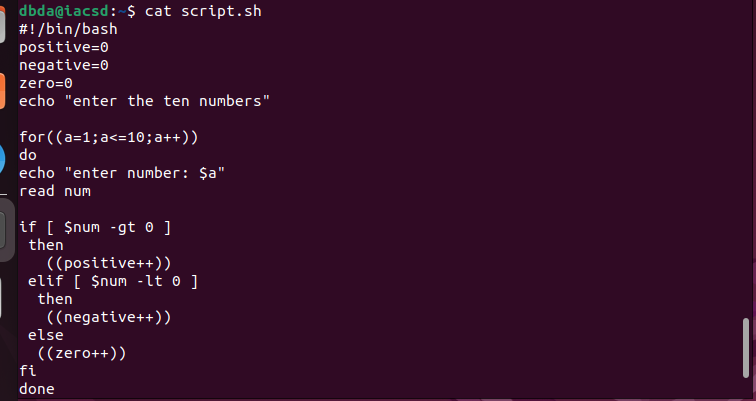 dbda@iacsd:~$ cat script.sh
#!/bin/bash
positive=0
negative=0
zero=0
echo "enter the ten numbers"
for((a=1;a<=10;a++))
do
echo "enter number: $a"
read num
if [ $num -gt 0 ]
then
((positive++))
elif [ $num -lt 0 ]
then
((negative++))
else
((zero++))
fi
done